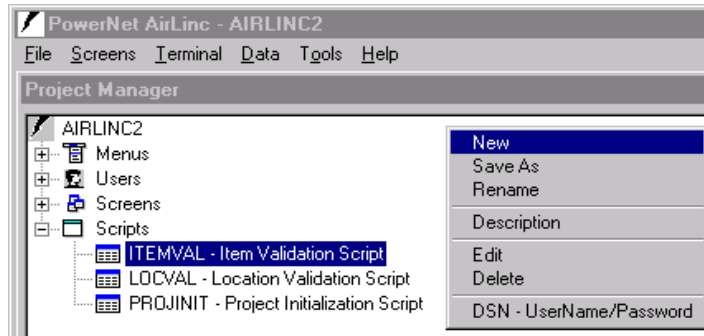 PowerNet AirLinc - AIRLINC2
File Screens Terminal Data Tools Help
Project Manager
AIRLINC2
Menus
Users
Screens
Scripts
ITEMVAL - Item Validation Script
LOCVAL - Location Validation Script
PROJINIT - Project Initialization Script
New
Save As
Rename
Description
Edit
Delete
DSN - UserName/Password